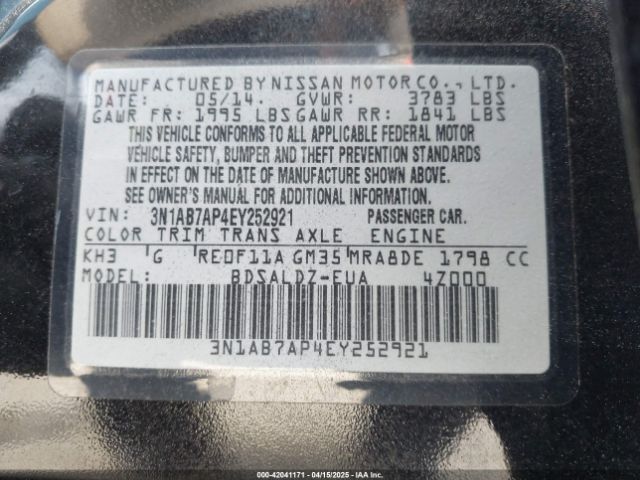 MANUFACTURED BY NISSAN MOTOR CO., LTD.
DATE: 05/14. GVWR: 3783 LBS
GAWR FR: 1995 LBS GAWR RR: 1841 LBS
THIS VEHICLE CONFORMS TO ALL APPLICABLE FEDERAL MOTOR
VEHICLE SAFETY, BUMPER AND THEFT PREVENTION STANDARDS
IN EFFECT ON THE DATE OF MANUFACTURE SHOWN ABOVE.
SEE OWNER'S MANUAL FOR ADDITIONAL INFORMATION.
VIN: 3N1AB7AP4EY252921 PASSENGER CAR.
COLOR TRIM TRANS AXLE ENGINE
KH3 G RE0F11A GM35 MRA8DE 1798 CC
MODEL: BDSALDZ-EUA 4Z000
3N1AB7AP4EY252921
000-42041171 - 04/15/2025 - IAA Inc.